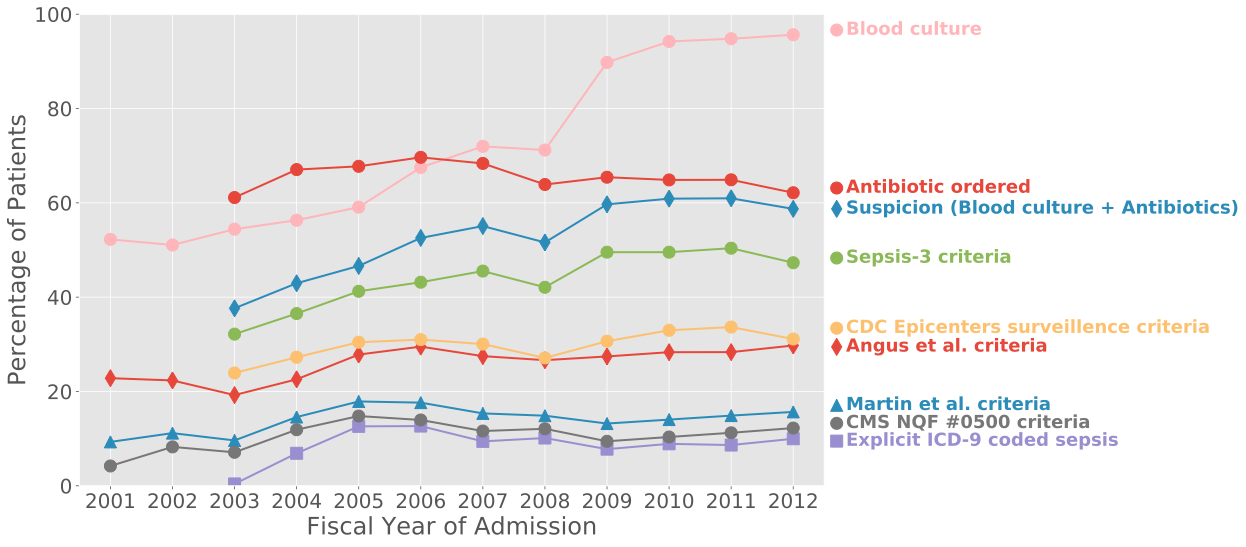 100
80
60
40
20
0
Percentage of Patients
2001 2002 2003 2004 2005 2006 2007 2008 2009 2010 2011 2012
Fiscal Year of Admission
Blood culture
Antibiotic ordered
Suspicion (Blood culture + Antibiotics)
Sepsis-3 criteria
CDC Epicenters surveillence criteria
Angus et al. criteria
Martin et al. criteria
CMS NQF #0500 criteria
Explicit ICD-9 coded sepsis